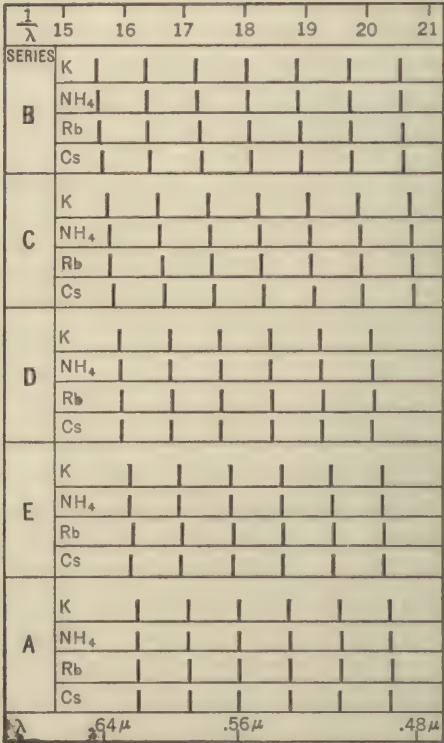 1/λ 15 16 17 18 19 20 21
SERIES
B
K
NH₄
Rb
Cs
C
K
NH₄
Rb
Cs
D
K
NH₄
Rb
Cs
E
K
NH₄
Rb
Cs
A
K
NH₄
Rb
Cs
λ .64μ .56μ .48μ